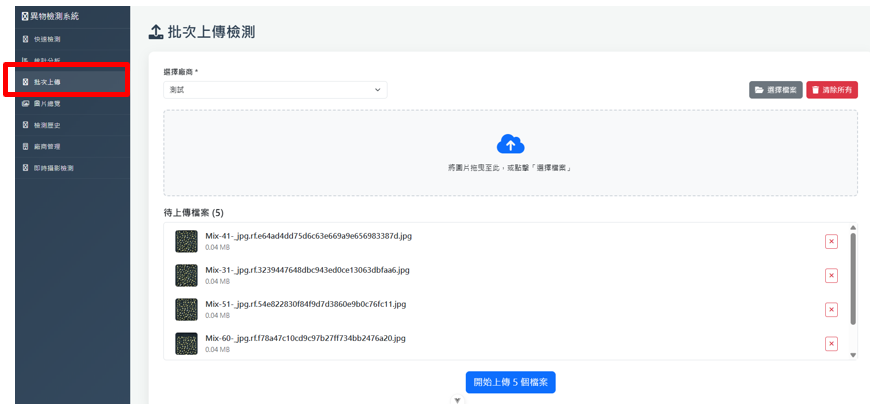 異物檢測系統
快速檢測
統計分析
批次上傳
圖片總覽
檢測歷史
廠商管理
即時攝影檢測
批次上傳檢測
選擇廠商 *
測試
選擇檔案
清除所有
將圖片拖曳至此，或點擊「選擇檔案」
待上傳檔案 (5)
Mix-41-_jpg.rf.e64ad4dd75d6c63e669a9e656983387d.jpg
0.04 MB
Mix-31-_jpg.rf.3239447648dbc943ed0ce13063dbfaa6.jpg
0.04 MB
Mix-51-_jpg.rf.54e822830f84f9d7d3860e9b0c76fc11.jpg
0.04 MB
Mix-60-_jpg.rf.f78a47c10cd9c97b27ff734bb2476a20.jpg
0.04 MB
開始上傳 5 個檔案